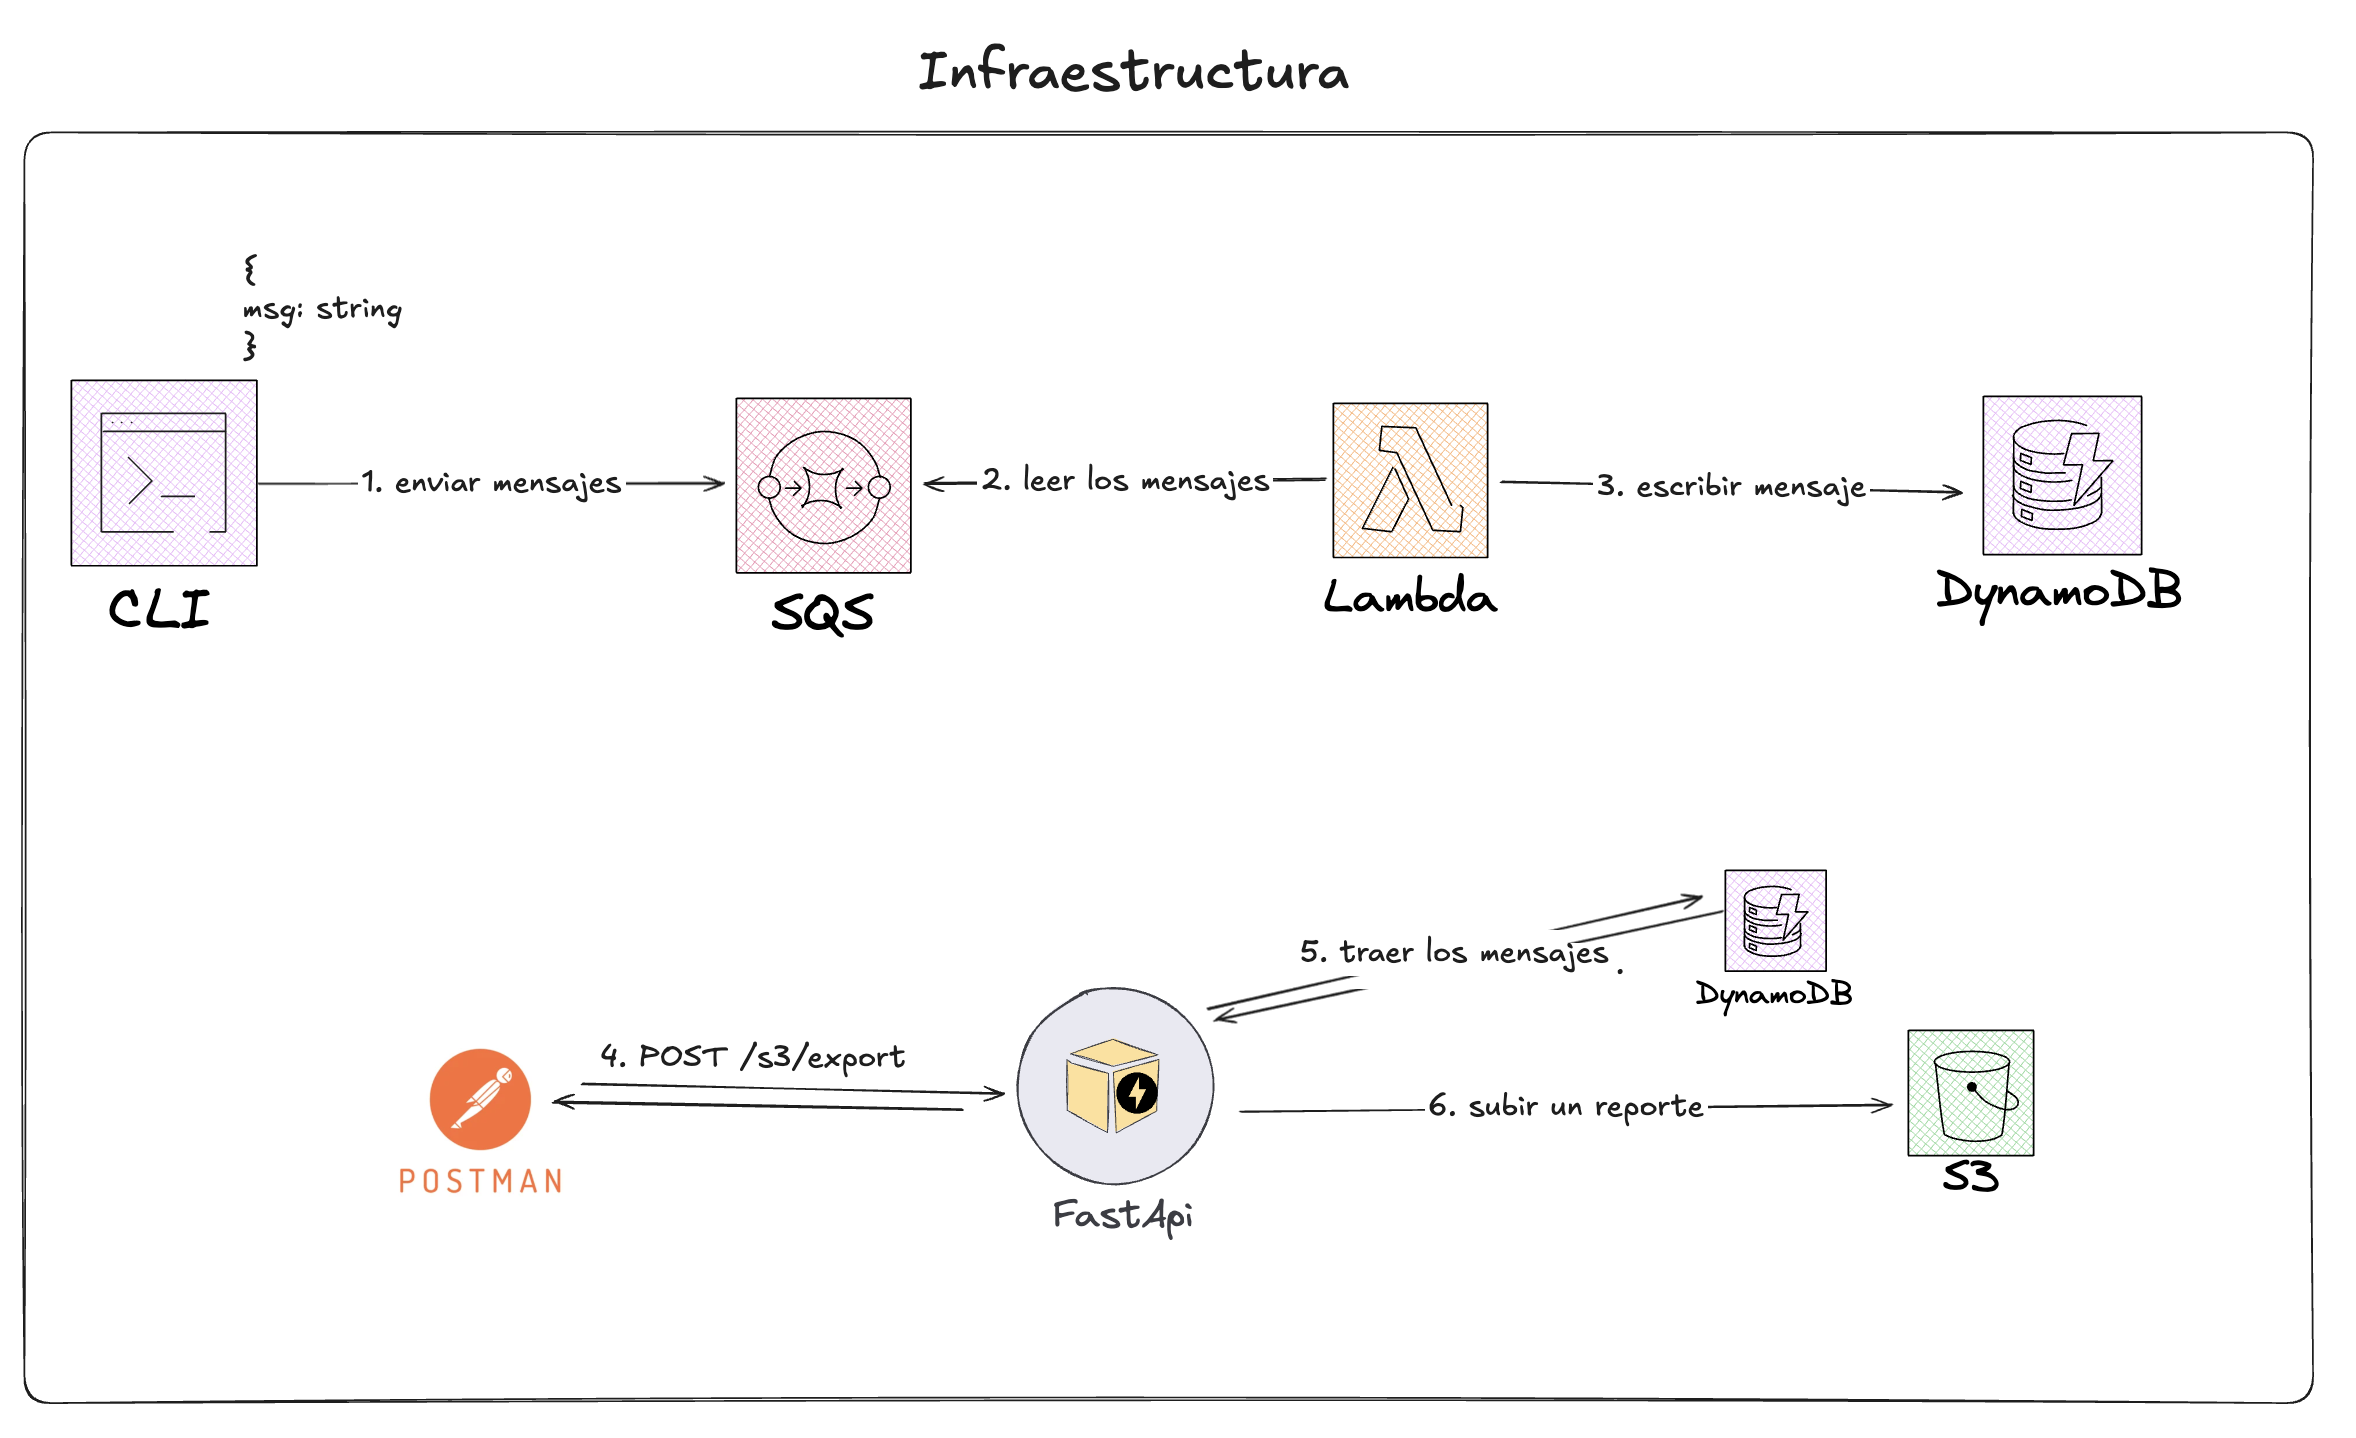 Infraestructura
{
msg: string
}
1. enviar mensajes
2. leer los mensajes
3. escribir mensaje
CLI
SQS
Lambda
DynamoDB
5. traer los mensajes .
DynamoDB
4. POST /s3/export
6. subir un reporte
POSTMAN
FastApi
S3